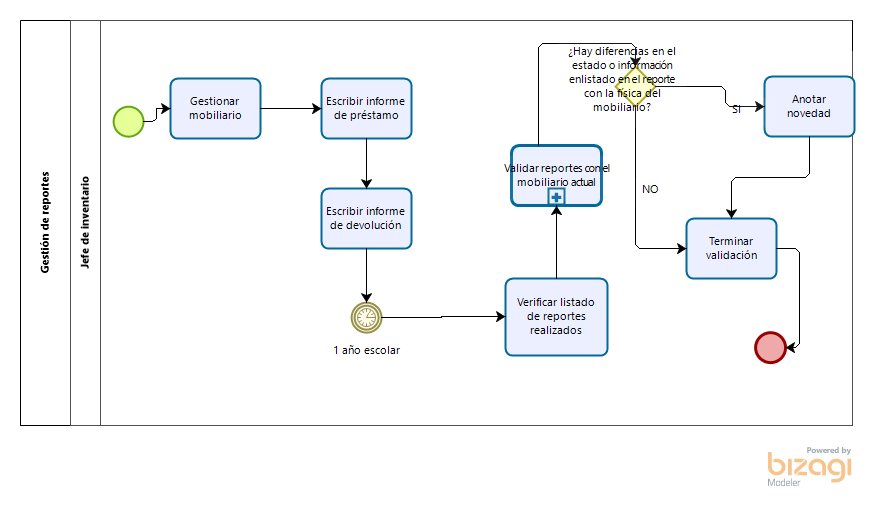 Gestión de reportes
Jefe de inventario
Gestionar
mobiliario
Escribir informe
de préstamo
Escribir informe
de devolución
1 año escolar
Verificar listado
de reportes
realizados
Validar reportes con el
mobiliario actual
¿Hay diferencias en el
estado o información
enlistado en el reporte
con la física del
mobiliario?
SI
NO
Anotar
novedad
Terminar
validación
Powered by
bizagi
Modeler